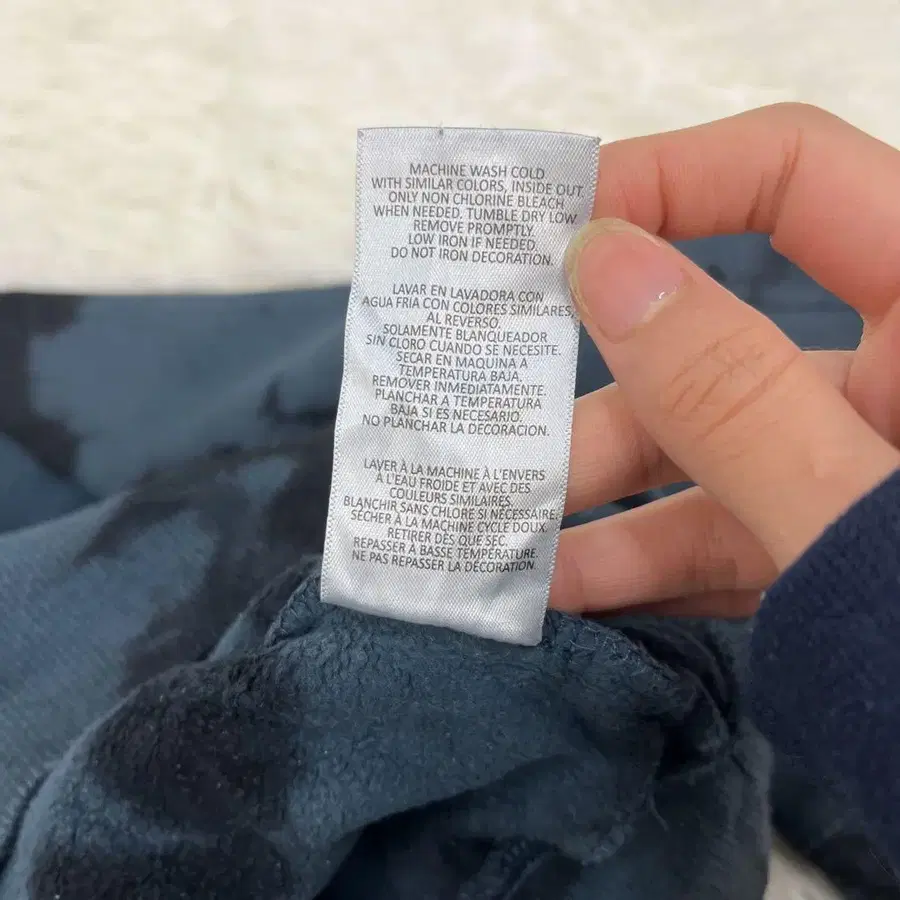 MACHINE WASH COLD
WITH SIMILAR COLORS, INSIDE OUT
ONLY NON CHLORINE BLEACH
WHEN NEEDED. TUMBLE DRY LOW
REMOVE PROMPTLY.
LOW IRON IF NEEDED.
DO NOT IRON DECORATION.
LAVAR EN LAVADORA CON
AGUA FRIA CON COLORES SIMILARES,
AL REVERSO.
SOLAMENTE BLANQUEADOR
SIN CLORO CUANDO SE NECESITE.
SECAR EN MAQUINA A
TEMPERATURA BAJA.
REMOVER INMEDIATAMENTE.
PLANCHAR A TEMPERATURA
BAJA SI ES NECESARIO.
NO PLANCHAR LA DECORACION.
LAVER À LA MACHINE À L'ENVERS
À L'EAU FROIDE ET AVEC DES
COULEURS SIMILAIRES.
BLANCHIR SANS CHLORE SI NÉCESSAIRE.
SÉCHER À LA MACHINE CYCLE DOUX.
RETIRER DÈS QUE SEC.
REPASSER À BASSE TEMPÉRATURE.
NE PAS REPASSER LA DÉCORATION.